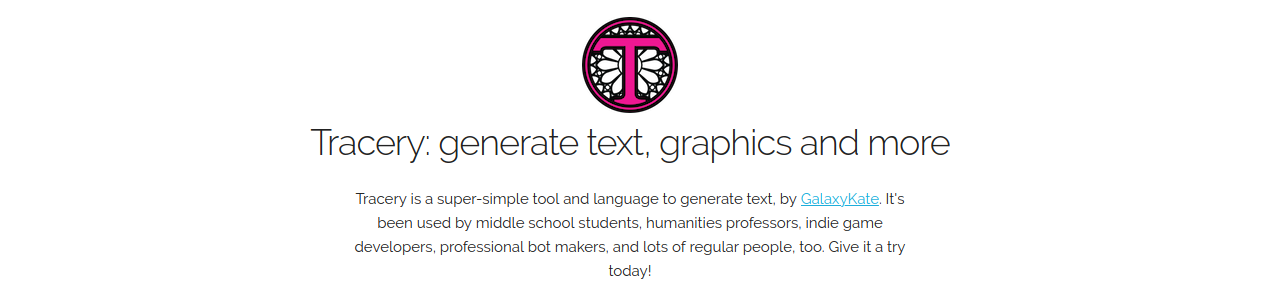 T
Tracery: generate text, graphics and more
Tracery is a super-simple tool and language to generate text, by GalaxyKate. It's
been used by middle school students, humanities professors, indie game
developers, professional bot makers, and lots of regular people, too. Give it a try
today!